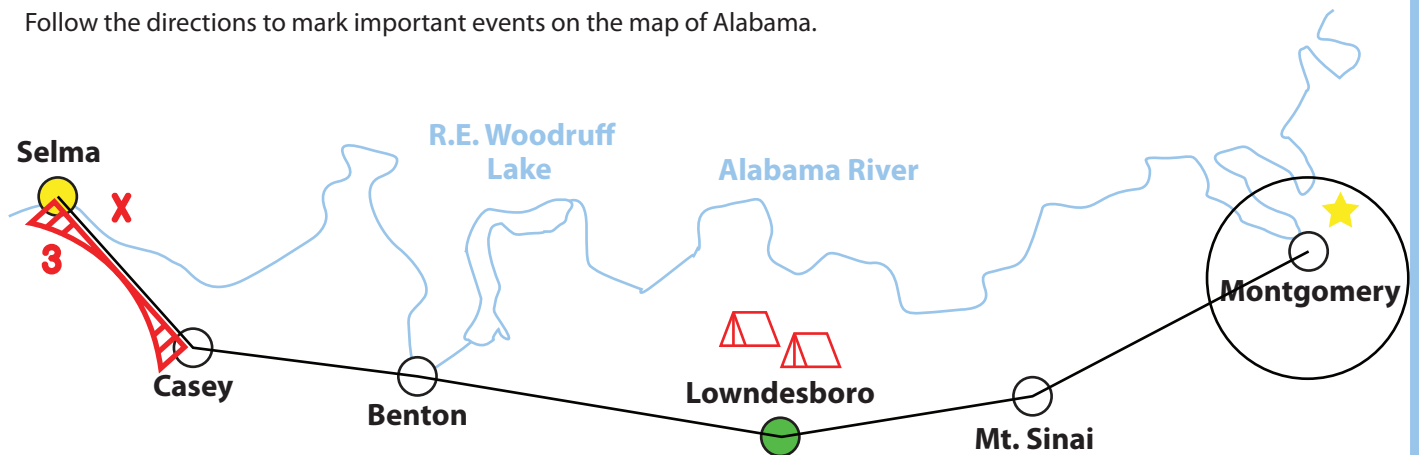 Follow the directions to mark important events on the map of Alabama.
Selma
R.E. Woodruff
Lake
Alabama River
X
3
Montgomery
Casey
Benton
Lowndesboro
Mt. Sinai